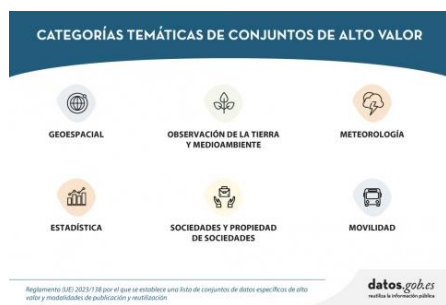 CATEGORÍAS TEMÁTICAS DE CONJUNTOS DE ALTO VALOR
GEOESPACIAL
OBSERVACIÓN DE LA TIERRA
Y MEDIOAMBIENTE
METEOROLOGÍA
ESTADÍSTICA
SOCIEDADES Y PROPIEDAD
DE SOCIEDADES
MOVILIDAD
Reglamento (UE) 2023/138 por el que se establece una lista de conjuntos de datos específicos de alto
valor y modalidades de publicación y reutilización
datos.gob.es
reutiliza la información pública